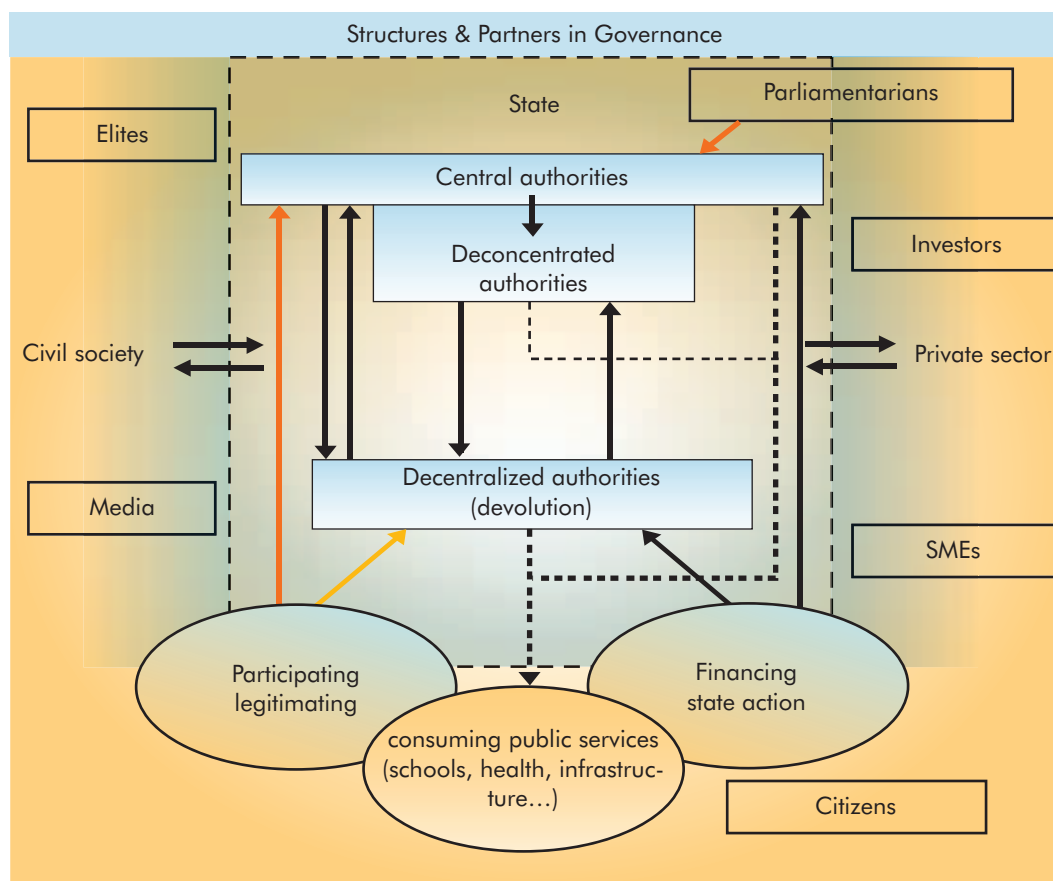 Structures & Partners in Governance
State
Parliamentarians
Elites
Central authorities
Deconcentrated
authorities
Investors
Civil society
Private sector
Decentralized authorities
(devolution)
Media
SMEs
Participating
legitimating
Financing
state action
consuming public services
(schools, health, infrastruc-
ture…)
Citizens